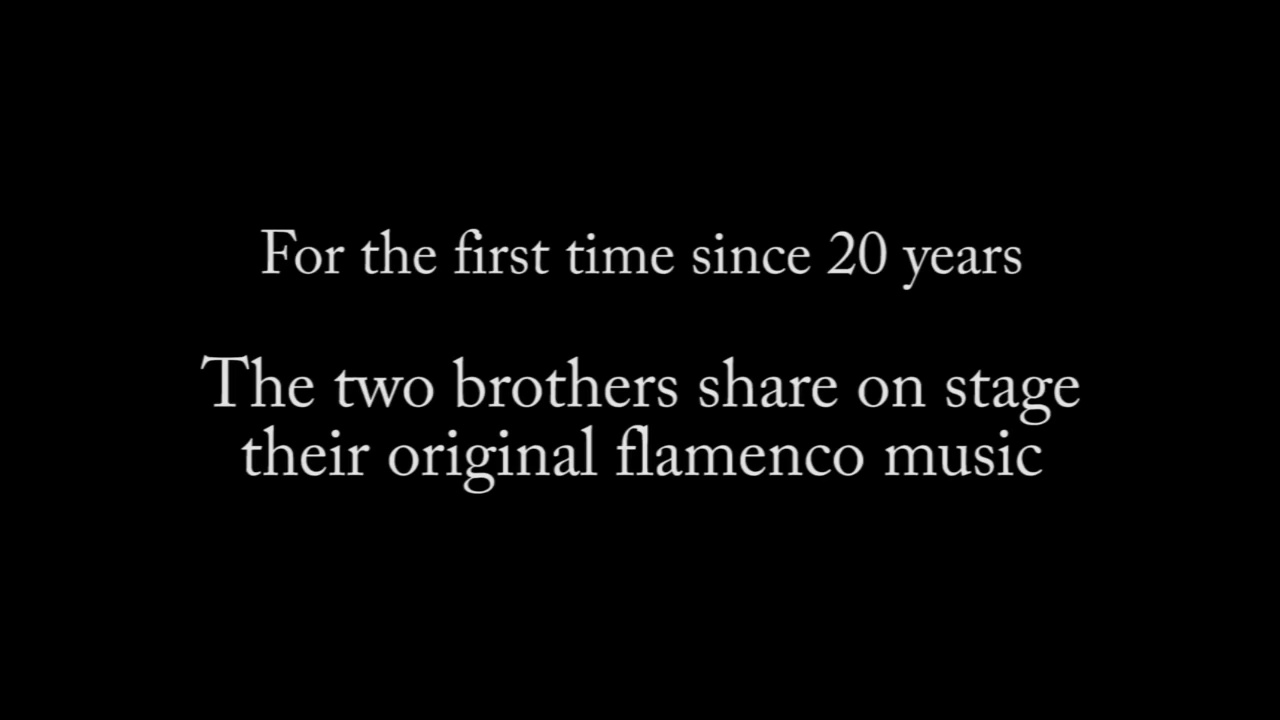 For the first time since 20 years
The two brothers share on stage
their original flamenco music